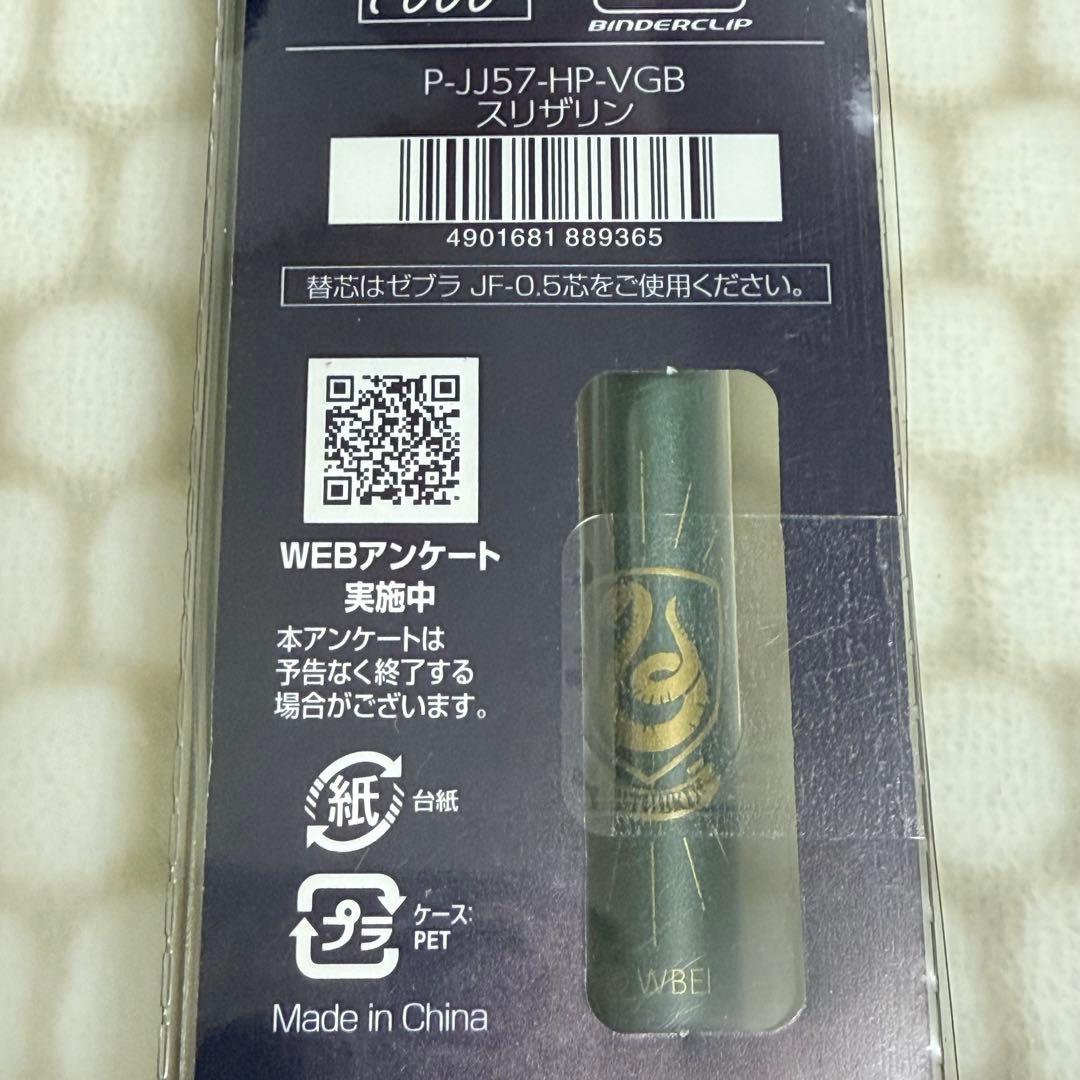 BINDERCLIP
P-JJ57-HP-VGB
スリザリン
4901681 889365
替芯はゼブラ JF-0.5芯をご使用ください。
WEBアンケート
実施中
本アンケートは
予告なく終了する
場合がございます。
紙 台紙
プラ ケース:
PET
Made in China
WBEI